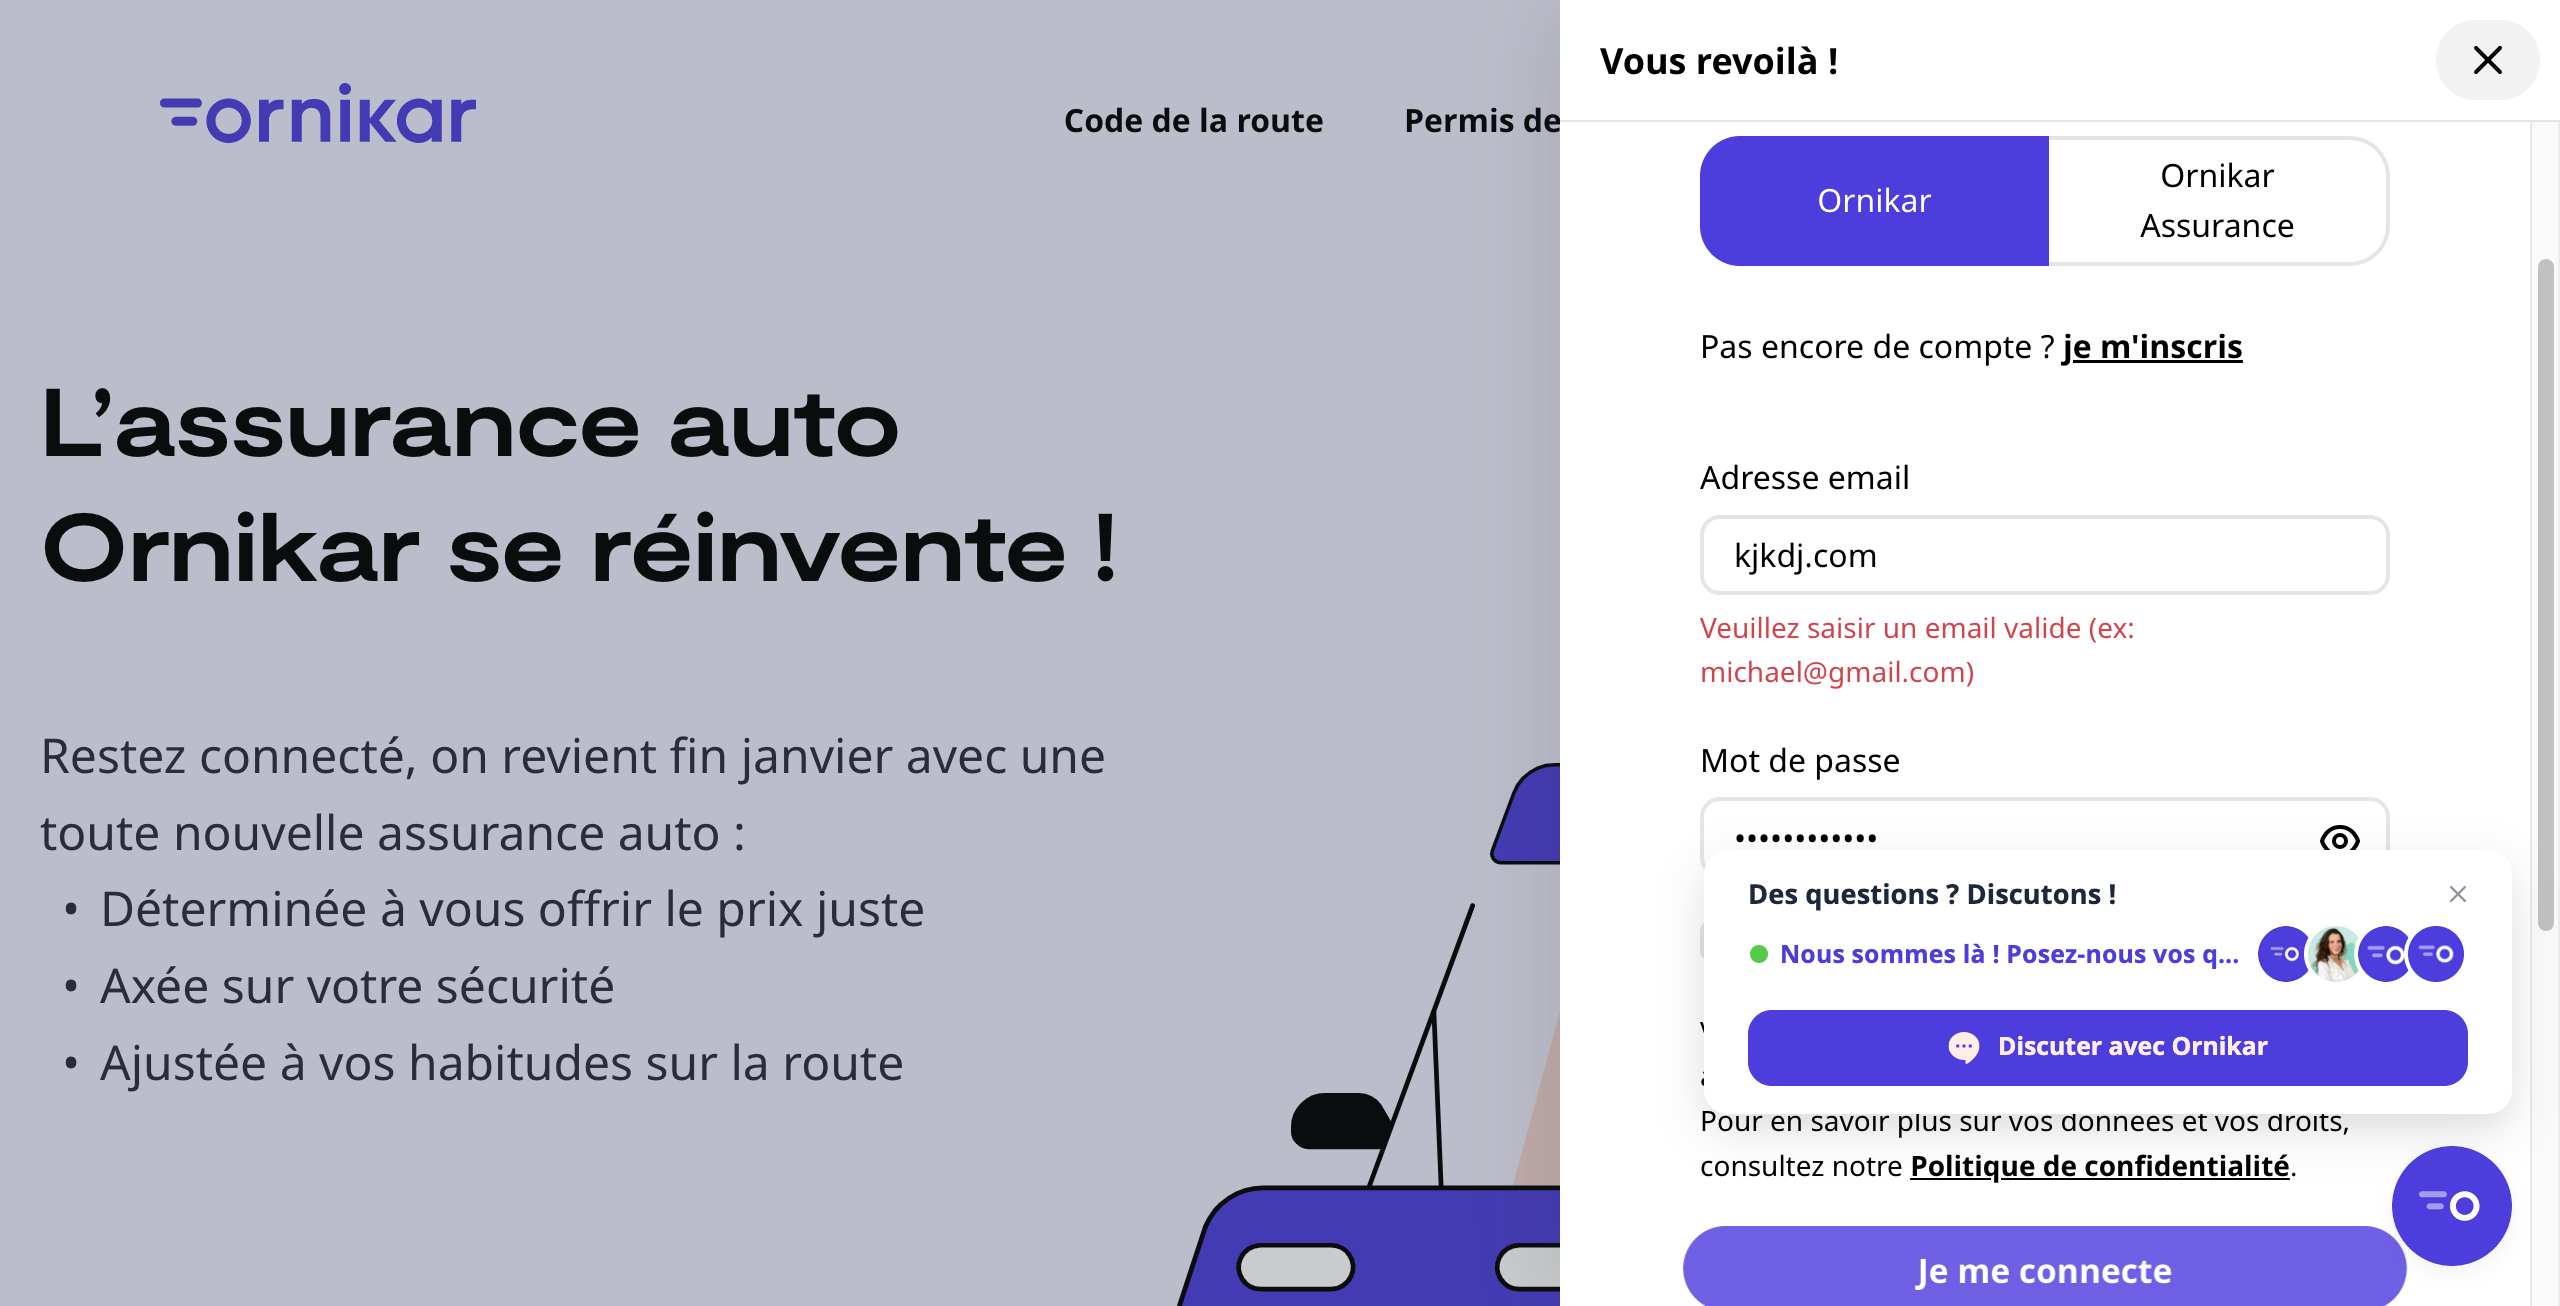 ornikar
Code de la route
Permis de
L’assurance auto
Ornikar se réinvente !
Restez connecté, on revient fin janvier avec une
toute nouvelle assurance auto :
• Déterminée à vous offrir le prix juste
• Axée sur votre sécurité
• Ajustée à vos habitudes sur la route
Vous revoilà !
Ornikar
Ornikar
Assurance
Pas encore de compte ? je m'inscris
Adresse email
kjkdj.com
Veuillez saisir un email valide (ex:
michael@gmail.com)
Mot de passe
••••••••••••
Des questions ? Discutons !
Nous sommes là ! Posez-nous vos q...
Discuter avec Ornikar
Pour en savoir plus sur vos données et vos droits,
consultez notre Politique de confidentialité.
Je me connecte